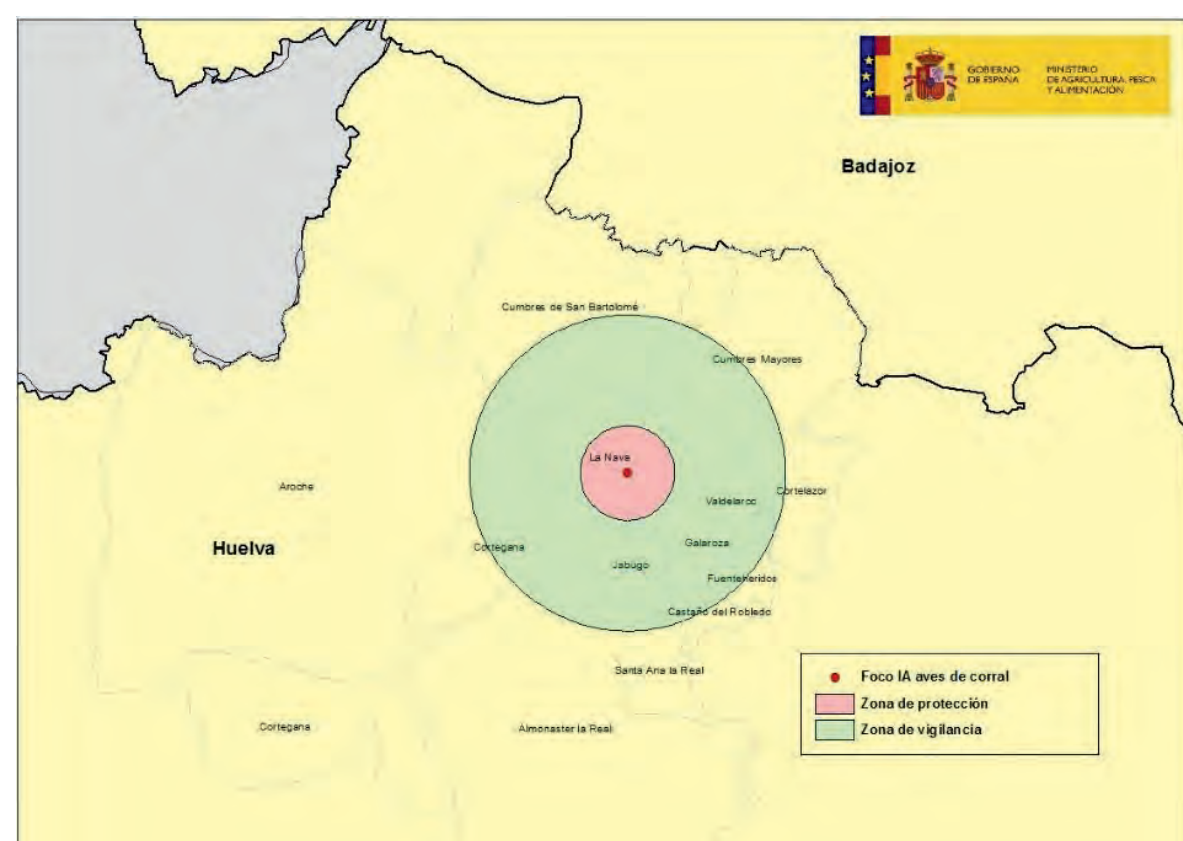 GOBIERNO
DE ESPAÑA
MINISTERIO
DE AGRICULTURA, PESCA
Y ALIMENTACIÓN
Badajoz
Cumbres de San Bartolomé
Cumbres Mayores
La Nava
Aroche
Valdelarco
Cortelazor
Huelva
Cortegana
Galaroza
Jabugo
Fuenteheridos
Castaño del Robledo
Santa Ana la Real
Cortegana
Almonaster la Real
Foco IA aves de corral
Zona de protección
Zona de vigilancia